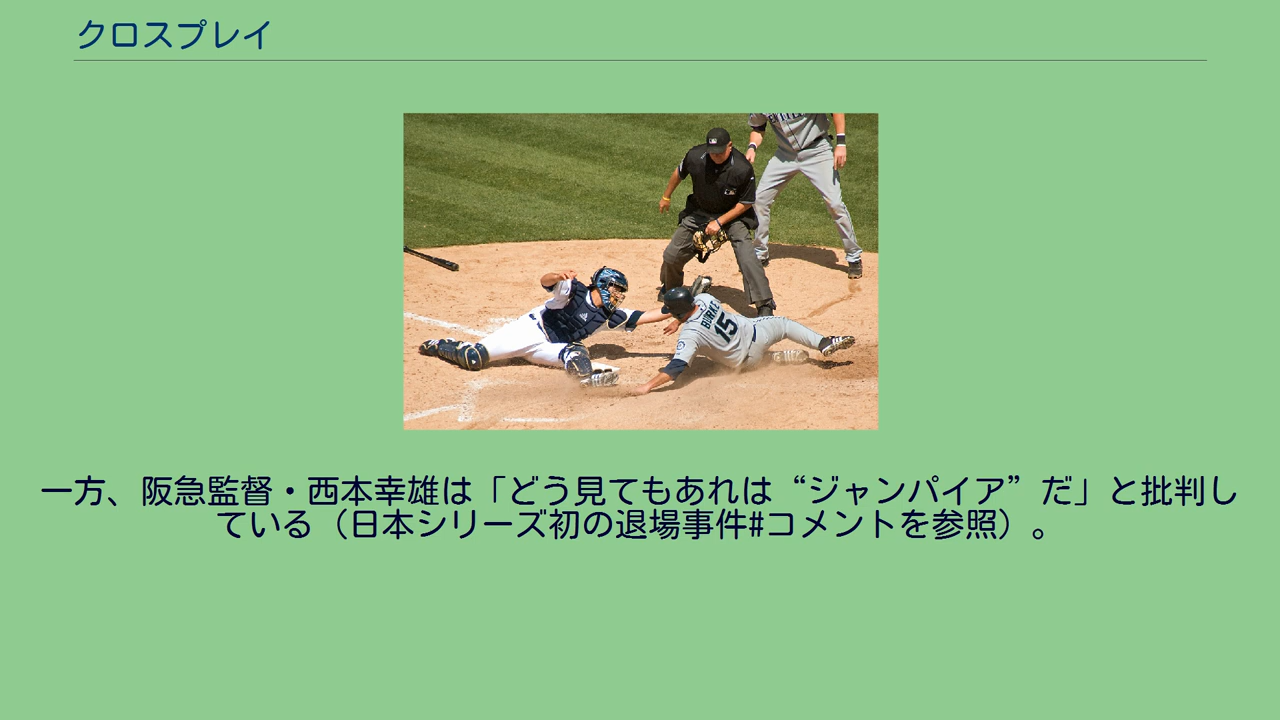 クロスプレイ
BURKE
15
一方、阪急監督・西本幸雄は「どう見てもあれは“ジャンパイア”だ」と批判し
ている（日本シリーズ初の退場事件#コメントを参照）。